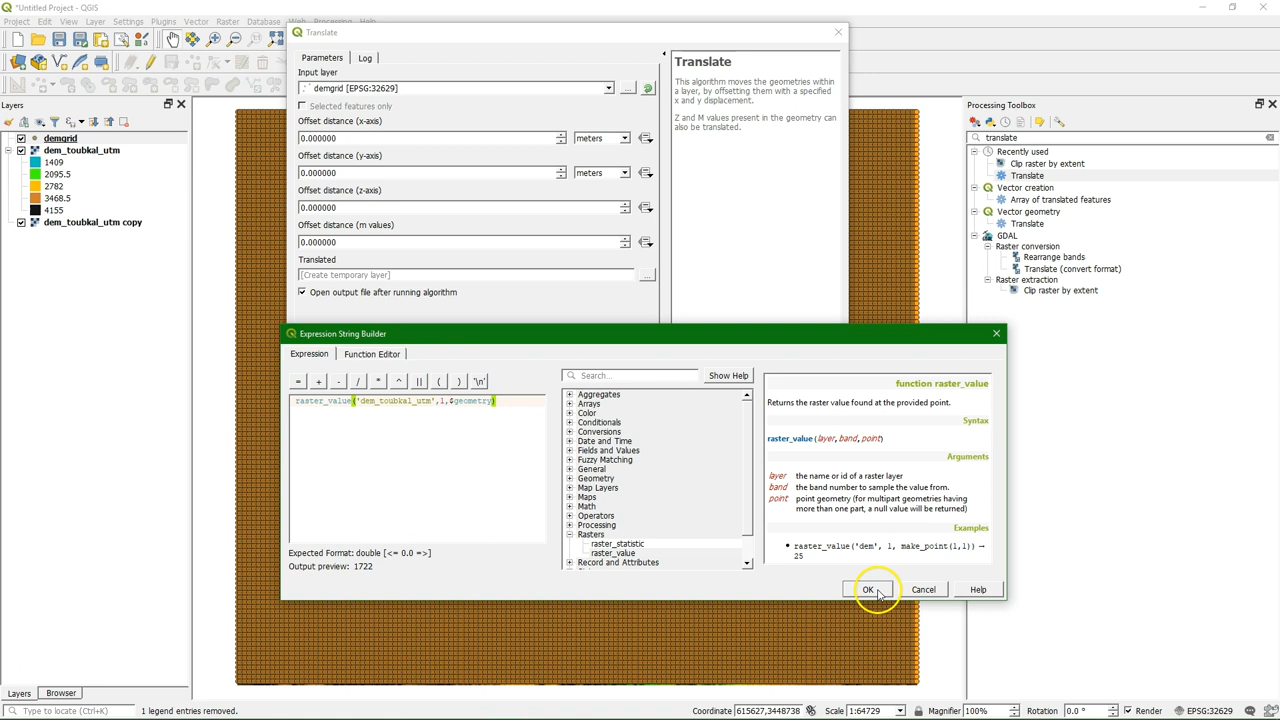 *Untitled Project - QGIS
Project Edit View Layer Settings Plugins Vector Raster Database Web Processing Help
Translate
Parameters Log
Input layer
demgrid [EPSG:32629]
...
Selected features only
Offset distance (x-axis)
0.000000
meters
Offset distance (y-axis)
0.000000
meters
Offset distance (z-axis)
0.000000
Offset distance (m values)
0.000000
Translated
[Create temporary layer]
...
Open output file after running algorithm
Translate
This algorithm moves the geometries within
a layer, by offsetting them with a specified
x and y displacement.
Z and M values present in the geometry can
also be translated.
Layers
demgrid
dem_toubkal_utm
1409
2095.5
2782
3468.5
4155
dem_toubkal_utm copy
Processing Toolbox
translate
Recently used
Clip raster by extent
Translate
Vector creation
Array of translated features
Vector geometry
Translate
GDAL
Raster conversion
Rearrange bands
Translate (convert format)
Raster extraction
Clip raster by extent
Expression String Builder
Expression Function Editor
= + - / * ^ || ( ) '\n'
raster_value('dem_toubkal_utm',1,$geometry)
Expected Format: double [<= 0.0 =>]
Output preview: 1722
Search...
Show Help
Aggregates
Arrays
Color
Conditionals
Conversions
Date and Time
Fields and Values
Fuzzy Matching
General
Geometry
Map Layers
Maps
Math
Operators
Processing
Rasters
raster_statistic
raster_value
Record and Attributes
function raster_value
Returns the raster value found at the provided point.
Syntax
raster_value (layer, band, point)
Arguments
layer the name or id of a raster layer
band the band number to sample the value from.
point point geometry (for multipart geometries having
more than one part, a null value will be returned)
Examples
• raster_value('dem', 1, make_point(1,1)) →
25
OK Cancel Help
Layers Browser
Type to locate (Ctrl+K)
1 legend entries removed.
Coordinate 615627,3448738
Scale 1:64729
Magnifier 100%
Rotation 0.0 °
Render
EPSG:32629